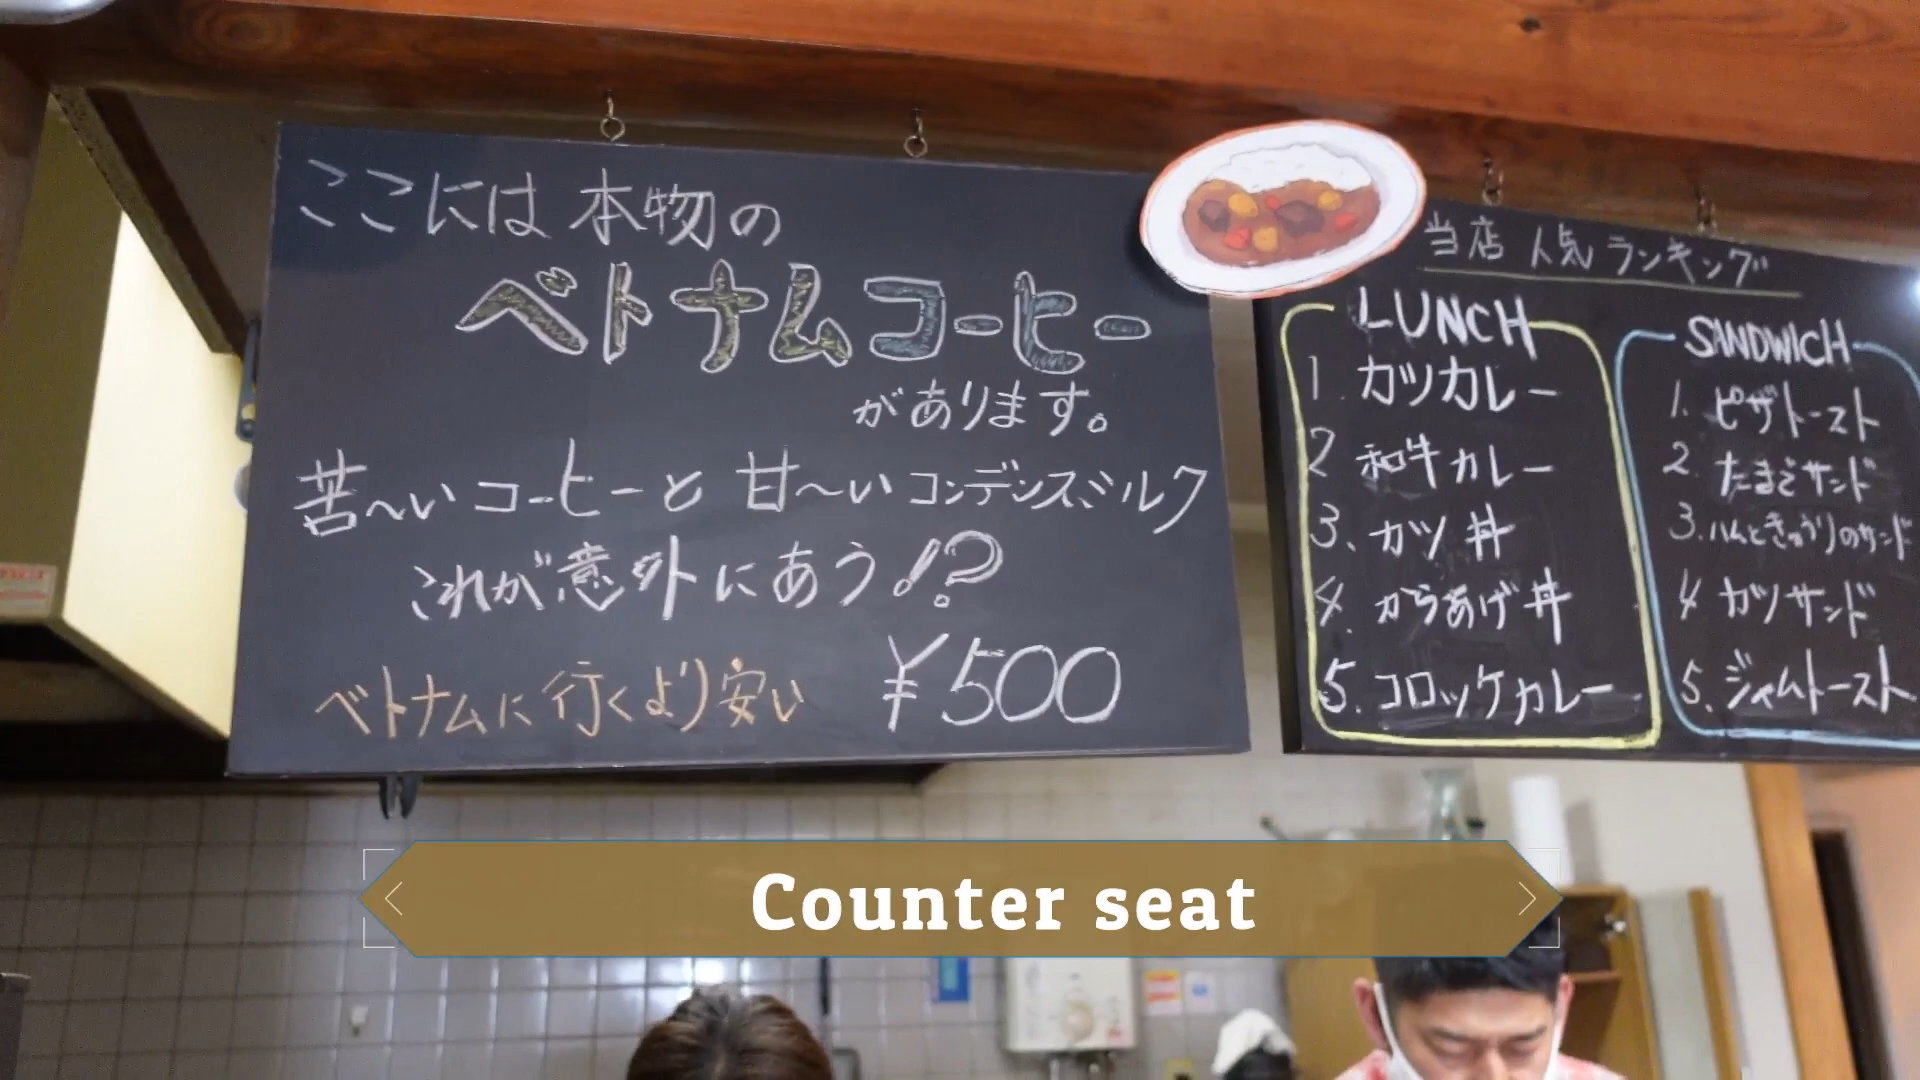 ここには本物の
ベトナムコーヒー
があります。
苦〜いコーヒーと甘〜いコンデンスミルク
これが意外にあう!?
ベトナムに行くより安い ¥500
当店 人気ランキング
LUNCH
1. カツカレー
2 和牛カレー
3、カツ丼
4. からあげ丼
5. コロッケカレー
SANDWICH
1. ピザトースト
2. たまごサンド
3. ハムときゅうりのサンド
4 カツサンド
5. ジャムトースト
Counter seat